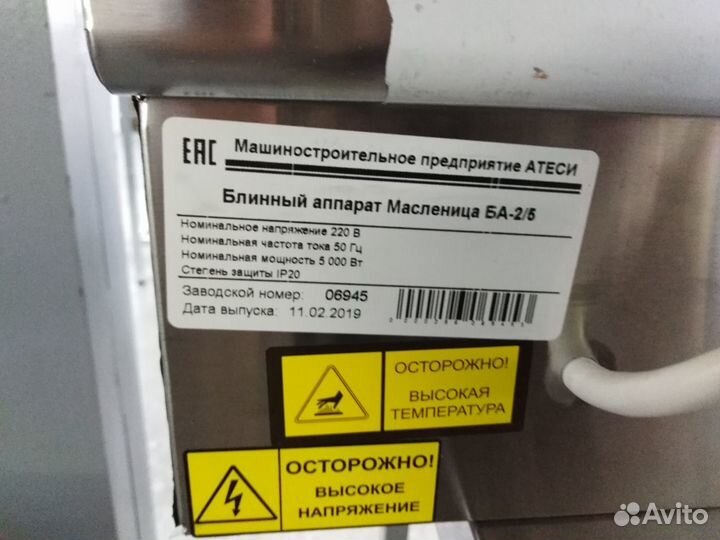 EAC Машиностроительное предприятие АТЕСИ
Блинный аппарат Масленица БА-2/5
Номинальное напряжение 220 В
Номинальная частота тока 50 Гц
Номинальная мощность 5 000 Вт
Степень защиты IP20
Заводской номер: 06945
Дата выпуска: 11.02.2019
ОСТОРОЖНО!
ВЫСОКАЯ
ТЕМПЕРАТУРА
ОСТОРОЖНО!
ВЫСОКОЕ
НАПРЯЖЕНИЕ
Avito